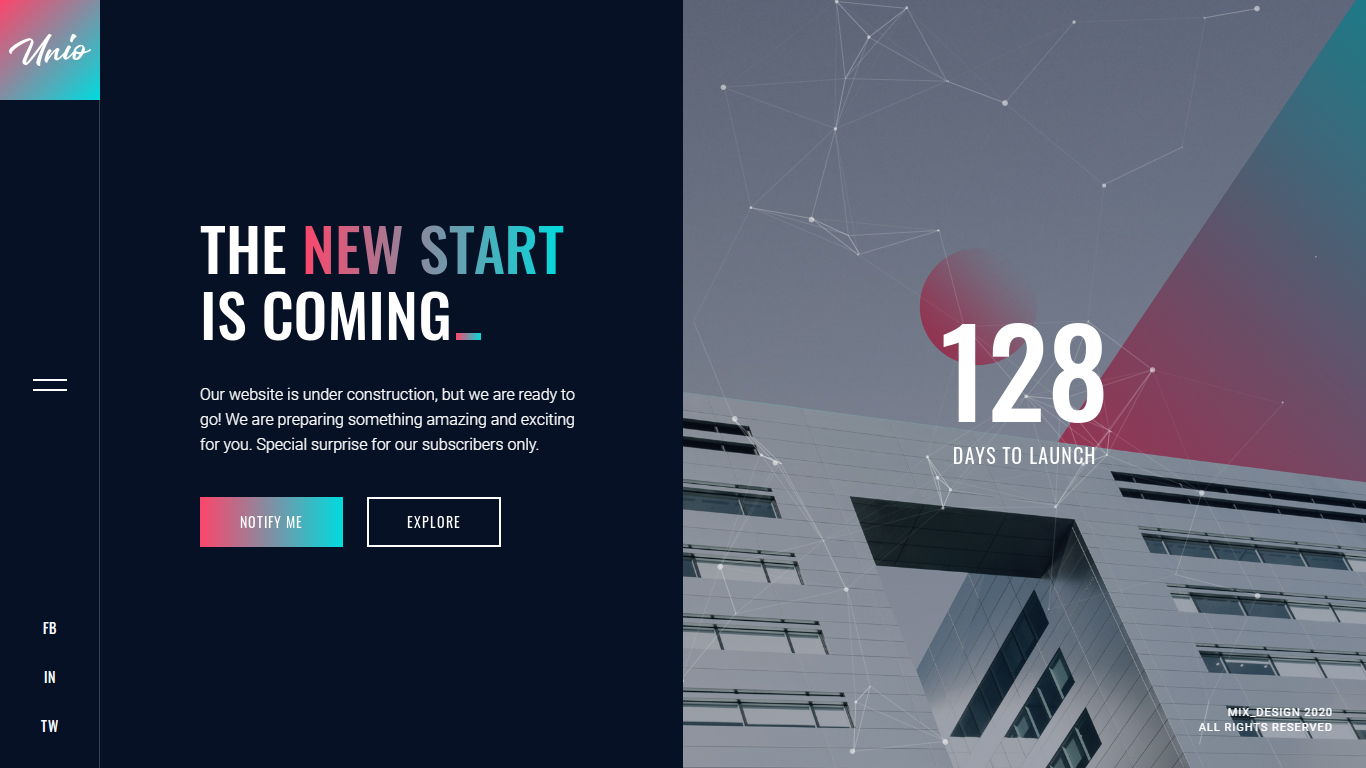 Unio
THE NEW START
IS COMING_
Our website is under construction, but we are ready to
go! We are preparing something amazing and exciting
for you. Special surprise for our subscribers only.
NOTIFY ME
EXPLORE
FB
IN
TW
128
DAYS TO LAUNCH
MIX_DESIGN 2020
ALL RIGHTS RESERVED